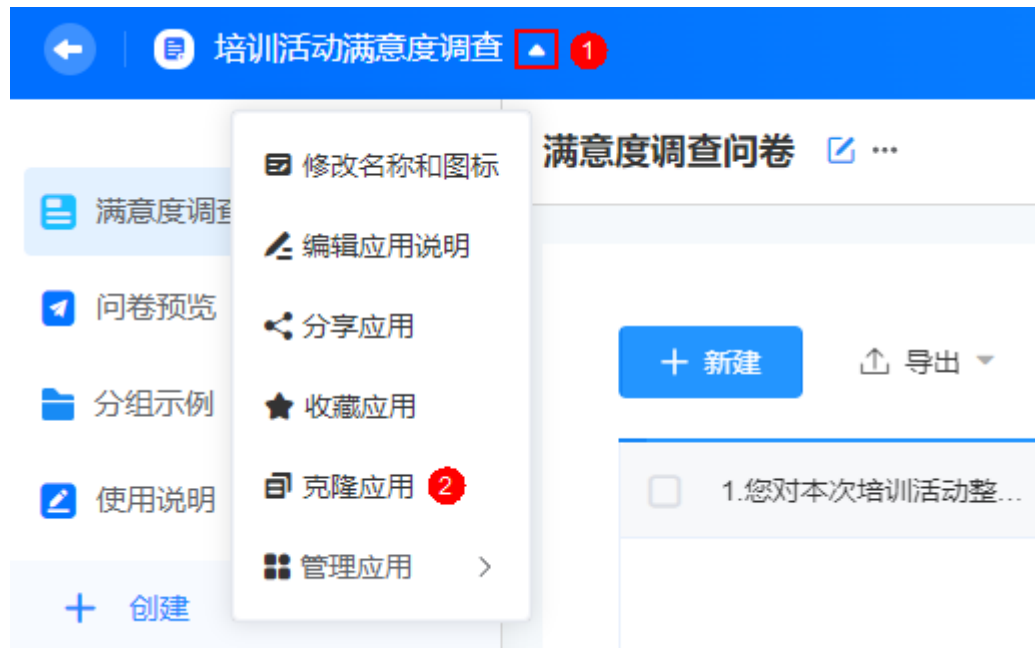 培训活动满意度调查 1
修改名称和图标
编辑应用说明
分享应用
收藏应用
克隆应用 2
管理应用
满意度调查
问卷预览
分组示例
使用说明
创建
满意度调查问卷 ...
新建 导出
1.您对本次培训活动整...